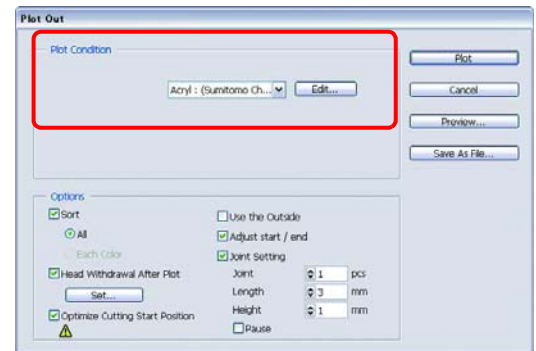 Plot Out
Plot Condition
Acryl : (Sumitomo Ch...
Edit...
Plot
Cancel
Preview...
Save As File...
Options
Sort
All
Each Color
Head Withdrawal After Plot
Set...
Optimize Cutting Start Position
Use the Outside
Adjust start / end
Joint Setting
Joint 1 pcs
Length 3 mm
Height 1 mm
Pause